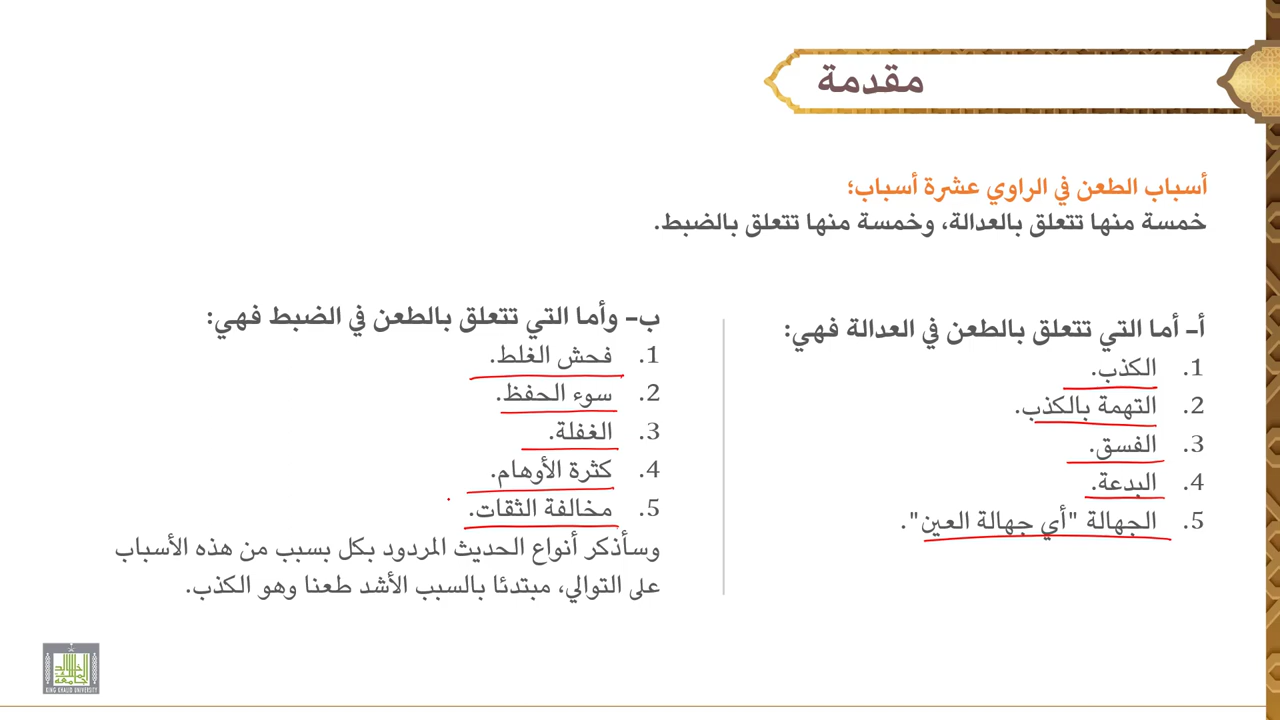 مقدمة
أسباب الطعن في الراوي عشرة أسباب؛
خمسة منها تتعلق بالعدالة، وخمسة منها تتعلق بالضبط.
أ- أما التي تتعلق بالطعن في العدالة فهي:
1. الكذب.
2. التهمة بالكذب.
3. الفسق.
4. البدعة.
5. الجهالة "أي جهالة العين".
ب- وأما التي تتعلق بالطعن في الضبط فهي:
1. فحش الغلط.
2. سوء الحفظ.
3. الغفلة.
4. كثرة الأوهام.
5. مخالفة الثقات.
وسأذكر أنواع الحديث المردود بكل بسبب من هذه الأسباب
على التوالي، مبتدئا بالسبب الأشد طعنا وهو الكذب.
KING KHALID UNIVERSITY